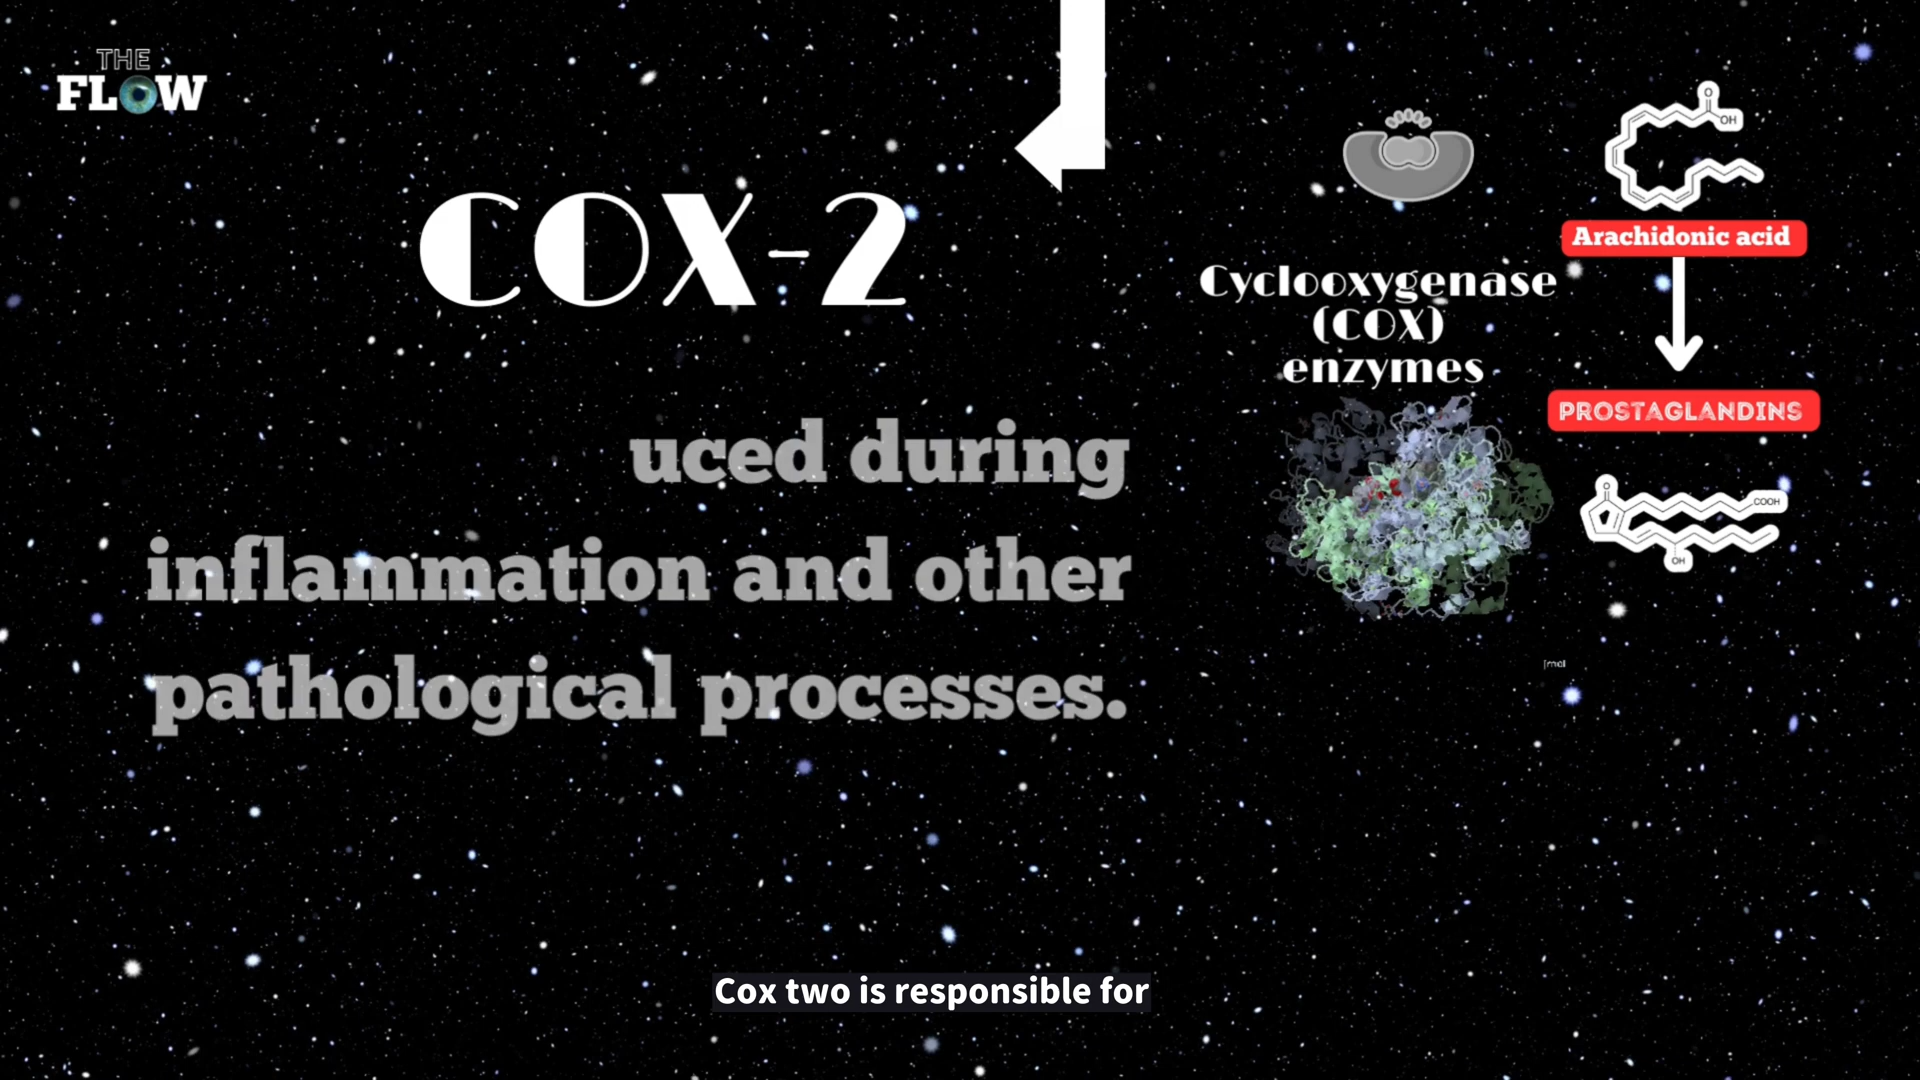 THE
FLOW
COX-2
uced during
inflammation and other
pathological processes.
Cyclooxygenase
(COX)
enzymes
O
OH
Arachidonic acid
PROSTAGLANDINS
O
COOH
OH
Jmol
Cox two is responsible for